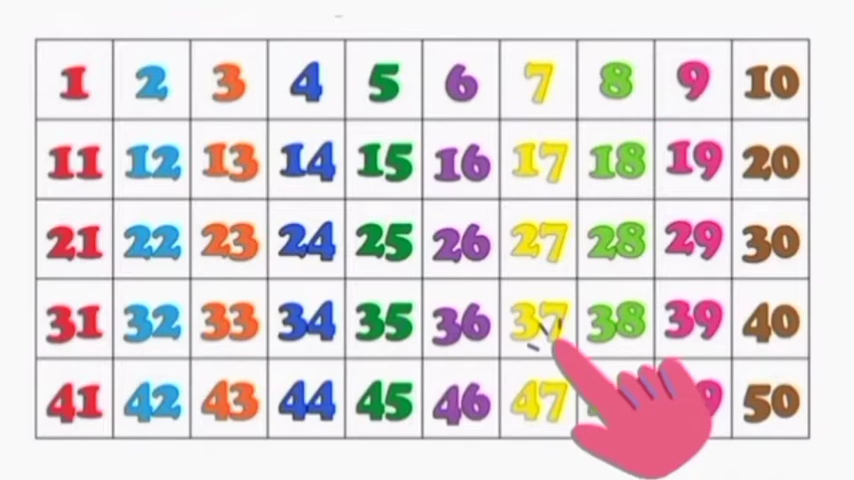 1 2 3 4 5 6 7 8 9 10
11 12 13 14 15 16 17 18 19 20
21 22 23 24 25 26 27 28 29 30
31 32 33 34 35 36 37 38 39 40
41 42 43 44 45 46 47 50